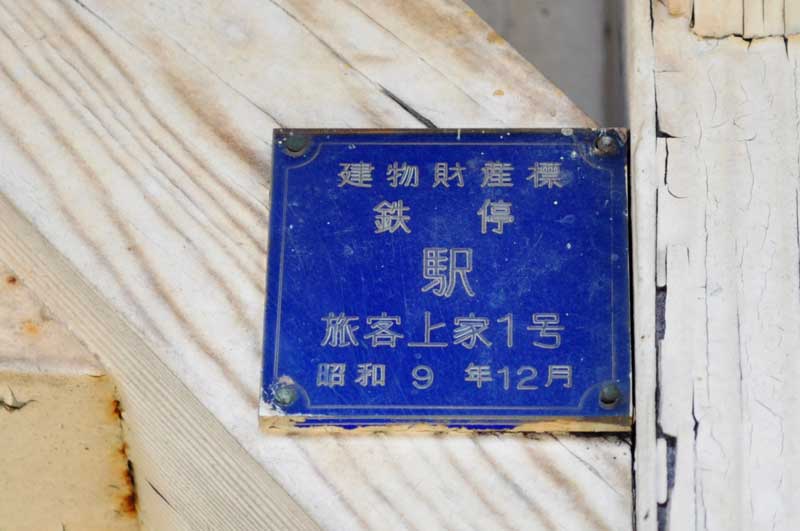 建物財産標
鉄 停
駅
旅客上家1号
昭和 9 年12月